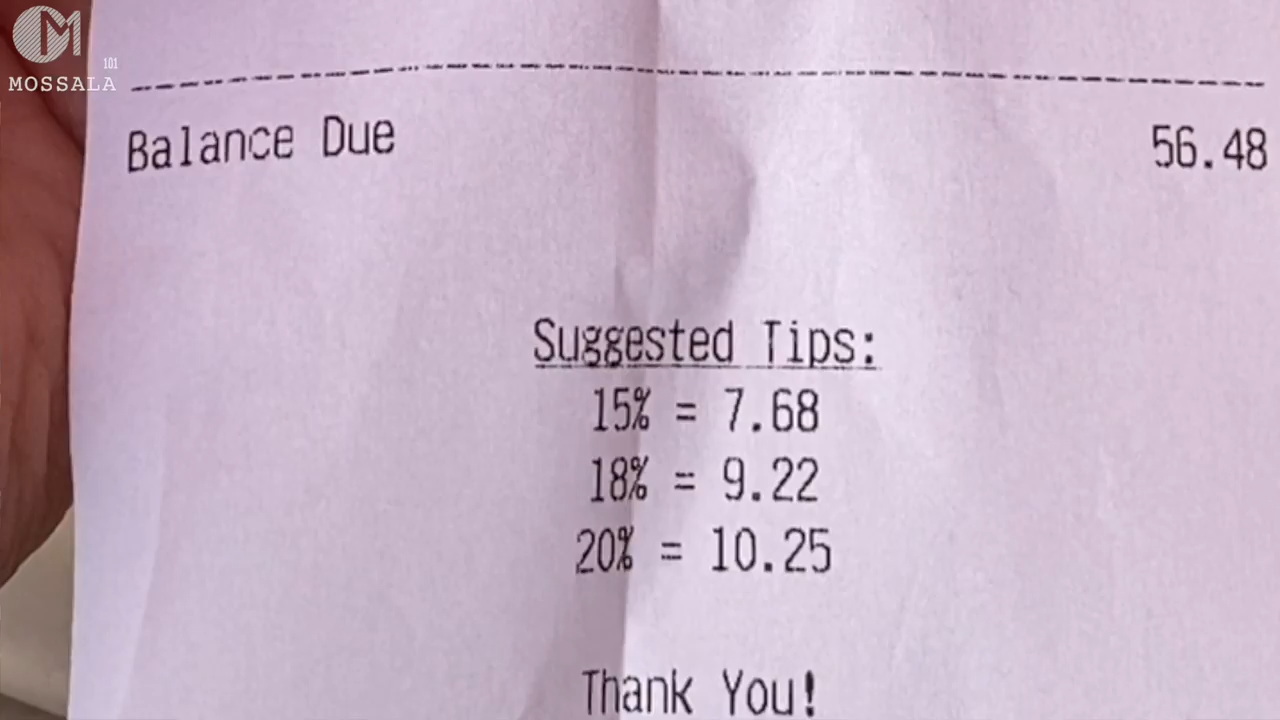 M
101
MOSSALA
Balance Due 56.48
Suggested Tips:
15% = 7.68
18% = 9.22
20% = 10.25
Thank You!